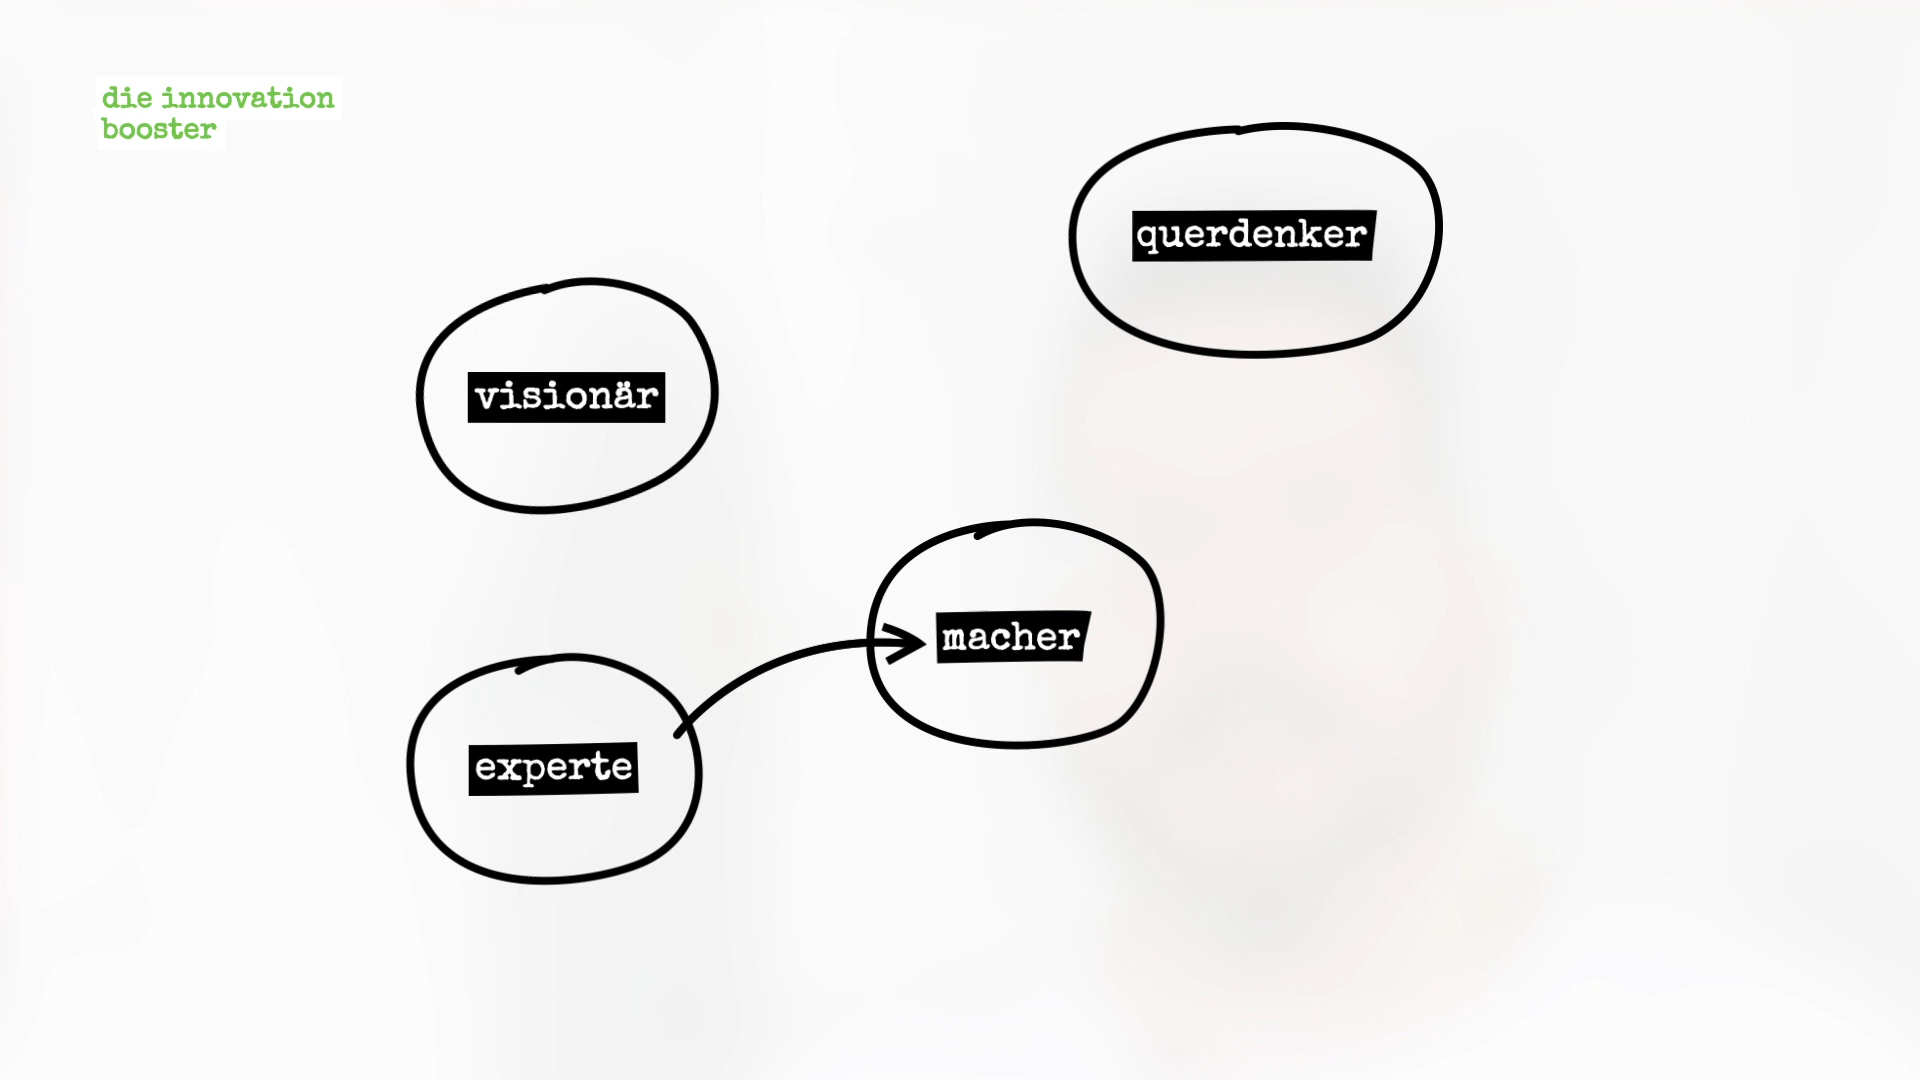 die innovation
booster
querdenker
visionär
macher
experte